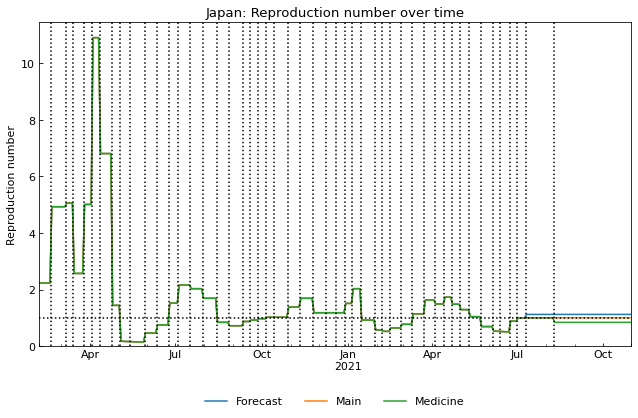 Japan: Reproduction number over time
Reproduction number
10
8
6
4
2
0
Apr Jul Oct Jan Apr Jul Oct
2021
Forecast Main Medicine